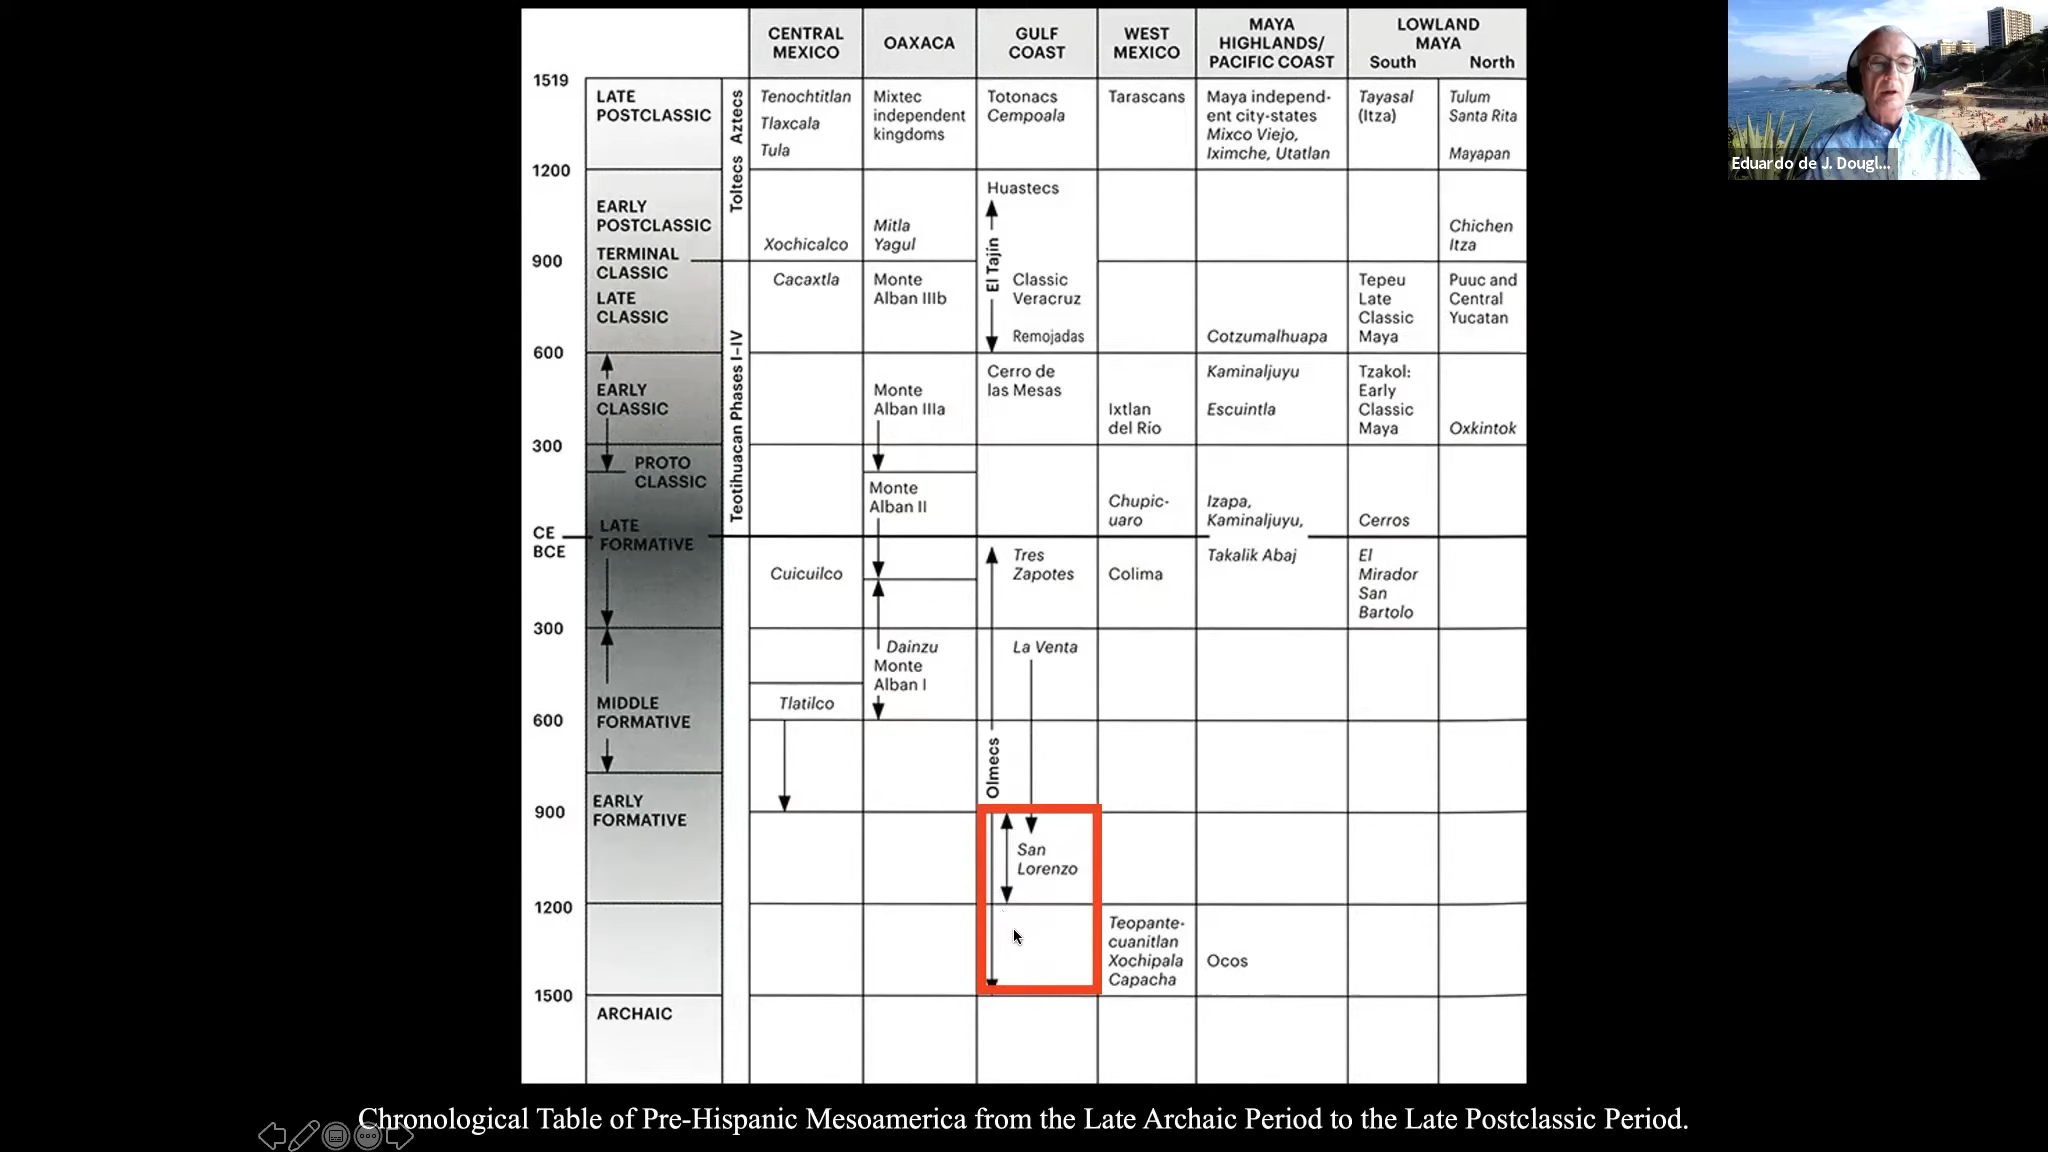 CENTRAL
MEXICO
OAXACA
GULF
COAST
WEST
MEXICO
MAYA
HIGHLANDS/
PACIFIC COAST
LOWLAND
MAYA
South
North
1519
LATE
POSTCLASSIC
Toltecs Aztecs
Tenochtitlan
Tlaxcala
Tula
Mixtec
independent
kingdoms
Totonacs
Cempoala
Tarascans
Maya independ-
ent city-states
Mixco Viejo,
Iximche, Utatlan
Tayasal
(Itza)
Tulum
Santa Rita
Mayapan
1200
EARLY
POSTCLASSIC
Xochicalco
Mitla
Yagul
Huastecs
El Tajín
Chichen
Itza
TERMINAL
CLASSIC
900
LATE
CLASSIC
Teotihuacan Phases I–IV
Cacaxtla
Monte
Alban IIIb
Classic
Veracruz
Remojadas
Cotzumalhuapa
Tepeu
Late
Classic
Maya
Puuc and
Central
Yucatan
600
EARLY
CLASSIC
Monte
Alban IIIa
Cerro de
las Mesas
Ixtlan
del Río
Kaminaljuyu
Escuintla
Tzakol:
Early
Classic
Maya
Oxkintok
300
PROTO
CLASSIC
Monte
Alban II
Chupic-
uaro
Izapa,
Kaminaljuyu,
Cerros
CE
BCE
LATE
FORMATIVE
Cuicuilco
Tres
Zapotes
Colima
Takalik Abaj
El
Mirador
San
Bartolo
300
MIDDLE
FORMATIVE
Tlatilco
Dainzu
Monte
Alban I
La Venta
600
Olmecs
EARLY
FORMATIVE
900
San
Lorenzo
1200
Teopante-
cuanitlan
Xochipala
Capacha
Ocos
1500
ARCHAIC
Chronological Table of Pre-Hispanic Mesoamerica from the Late Archaic Period to the Late Postclassic Period.
Eduardo de J. Dougl...